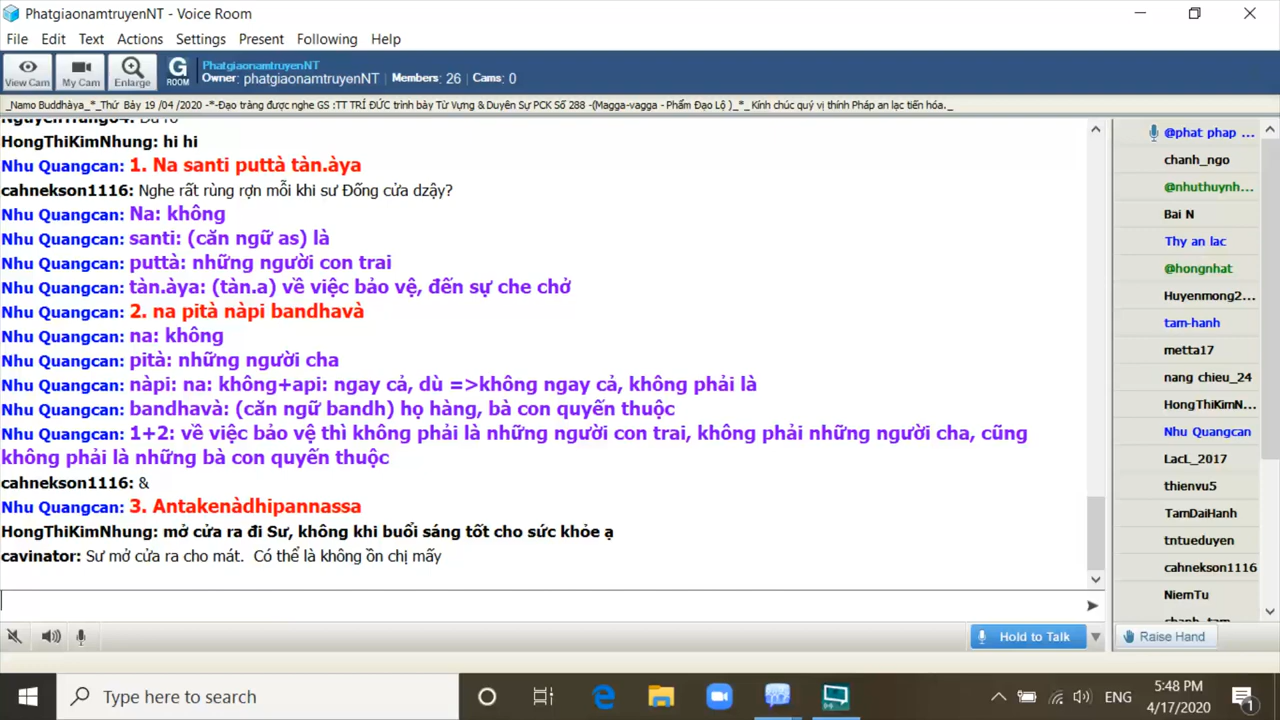 PhatgiaonamtruyenNT - Voice Room
File Edit Text Actions Settings Present Following Help
View Cam
My Cam
Enlarge
G
ROOM
PhatgiaonamtruyenNT
Owner: phatgiaonamtruyenNT | Members: 26 | Cams: 0
_Namo Buddhàya_*_Thứ Bảy 19 /04 /2020 -*-Đạo tràng được nghe GS :TT TRÍ ĐỨC trình bày Từ Vựng & Duyên Sự PCK Số 288 -(Magga-vagga - Phẩm Đạo Lộ )_*_ Kính chúc quý vị thính Pháp an lạc tiến hóa._
HongThiKimNhung: hi hi
Nhu Quangcan: 1. Na santi puttà tàn.àya
cahnekson1116: Nghe rất rùng rợn mỗi khi sư Đống cửa dzậy?
Nhu Quangcan: Na: không
Nhu Quangcan: santi: (căn ngữ as) là
Nhu Quangcan: puttà: những người con trai
Nhu Quangcan: tàn.àya: (tàn.a) về việc bảo vệ, đến sự che chở
Nhu Quangcan: 2. na pità nàpi bandhavà
Nhu Quangcan: na: không
Nhu Quangcan: pità: những người cha
Nhu Quangcan: nàpi: na: không+api: ngay cả, dù =>không ngay cả, không phải là
Nhu Quangcan: bandhavà: (căn ngữ bandh) họ hàng, bà con quyến thuộc
Nhu Quangcan: 1+2: về việc bảo vệ thì không phải là những người con trai, không phải những người cha, cũng
không phải là những bà con quyến thuộc
cahnekson1116: &
Nhu Quangcan: 3. Antakenàdhipannassa
HongThiKimNhung: mở cửa ra đi Sư, không khi buổi sáng tốt cho sức khỏe ạ
cavinator: Sư mở cửa ra cho mát. Có thể là không ồn chị mấy
@phat phap ...
chanh_ngo
@nhuthuynh...
Bai N
Thy an lac
@hongnhat
Huyenmong2...
tam-hanh
metta17
nang chieu_24
HongThiKimN...
Nhu Quangcan
LacL_2017
thienvu5
TamDaiHanh
tntueduyen
cahnekson1116
NiemTu
Hold to Talk
Raise Hand
Type here to search
ENG
5:48 PM
4/17/2020
1